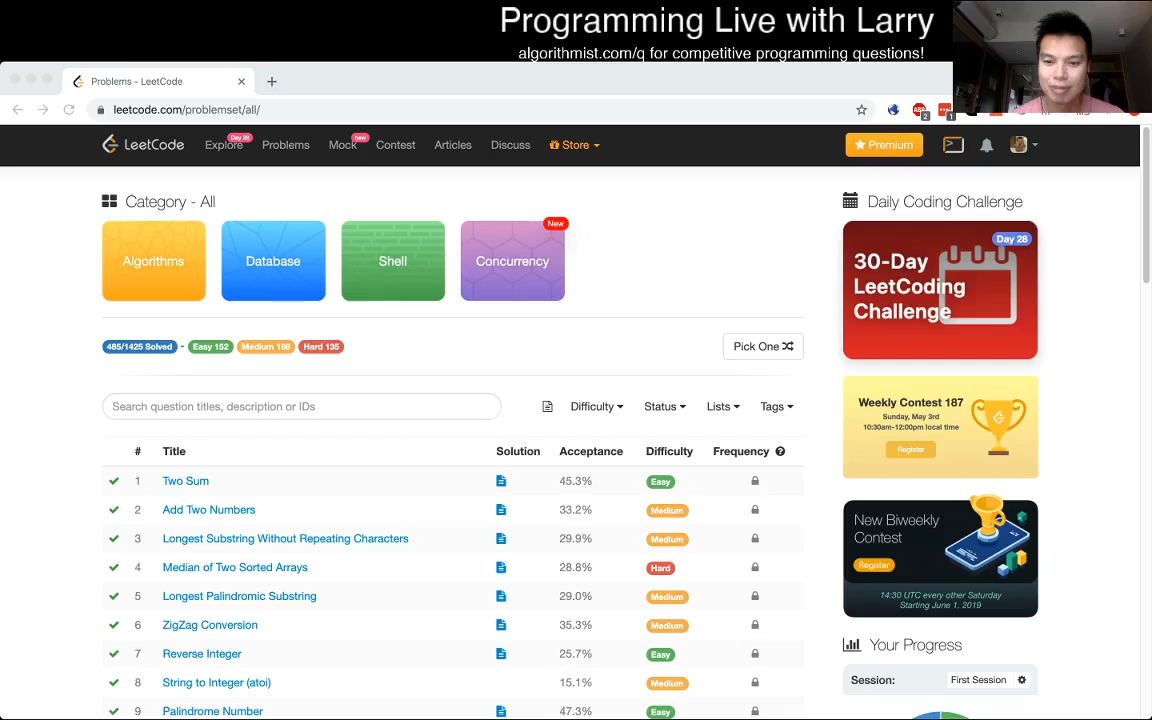 Programming Live with Larry
algorithmist.com/q for competitive programming questions!
Problems - LeetCode
leetcode.com/problemset/all/
2
1
LeetCode
Explore
Day 28
Problems
Mock
new
Contest
Articles
Discuss
Store
Premium
Category - All
Algorithms
Database
Shell
Concurrency
New
485/1425 Solved - Easy 152 Medium 198 Hard 135
Pick One
Search question titles, description or IDs
Difficulty Status Lists Tags
# Title Solution Acceptance Difficulty Frequency
1 Two Sum 45.3% Easy
2 Add Two Numbers 33.2% Medium
3 Longest Substring Without Repeating Characters 29.9% Medium
4 Median of Two Sorted Arrays 28.8% Hard
5 Longest Palindromic Substring 29.0% Medium
6 ZigZag Conversion 35.3% Medium
7 Reverse Integer 25.7% Easy
8 String to Integer (atoi) 15.1% Medium
9 Palindrome Number 47.3% Easy
Daily Coding Challenge
Day 28
30-Day
LeetCoding
Challenge
Weekly Contest 187
Sunday, May 3rd
10:30am-12:00pm local time
Register
New Biweekly
Contest
Register
14:30 UTC every other Saturday
Starting June 1, 2019
Your Progress
Session: First Session